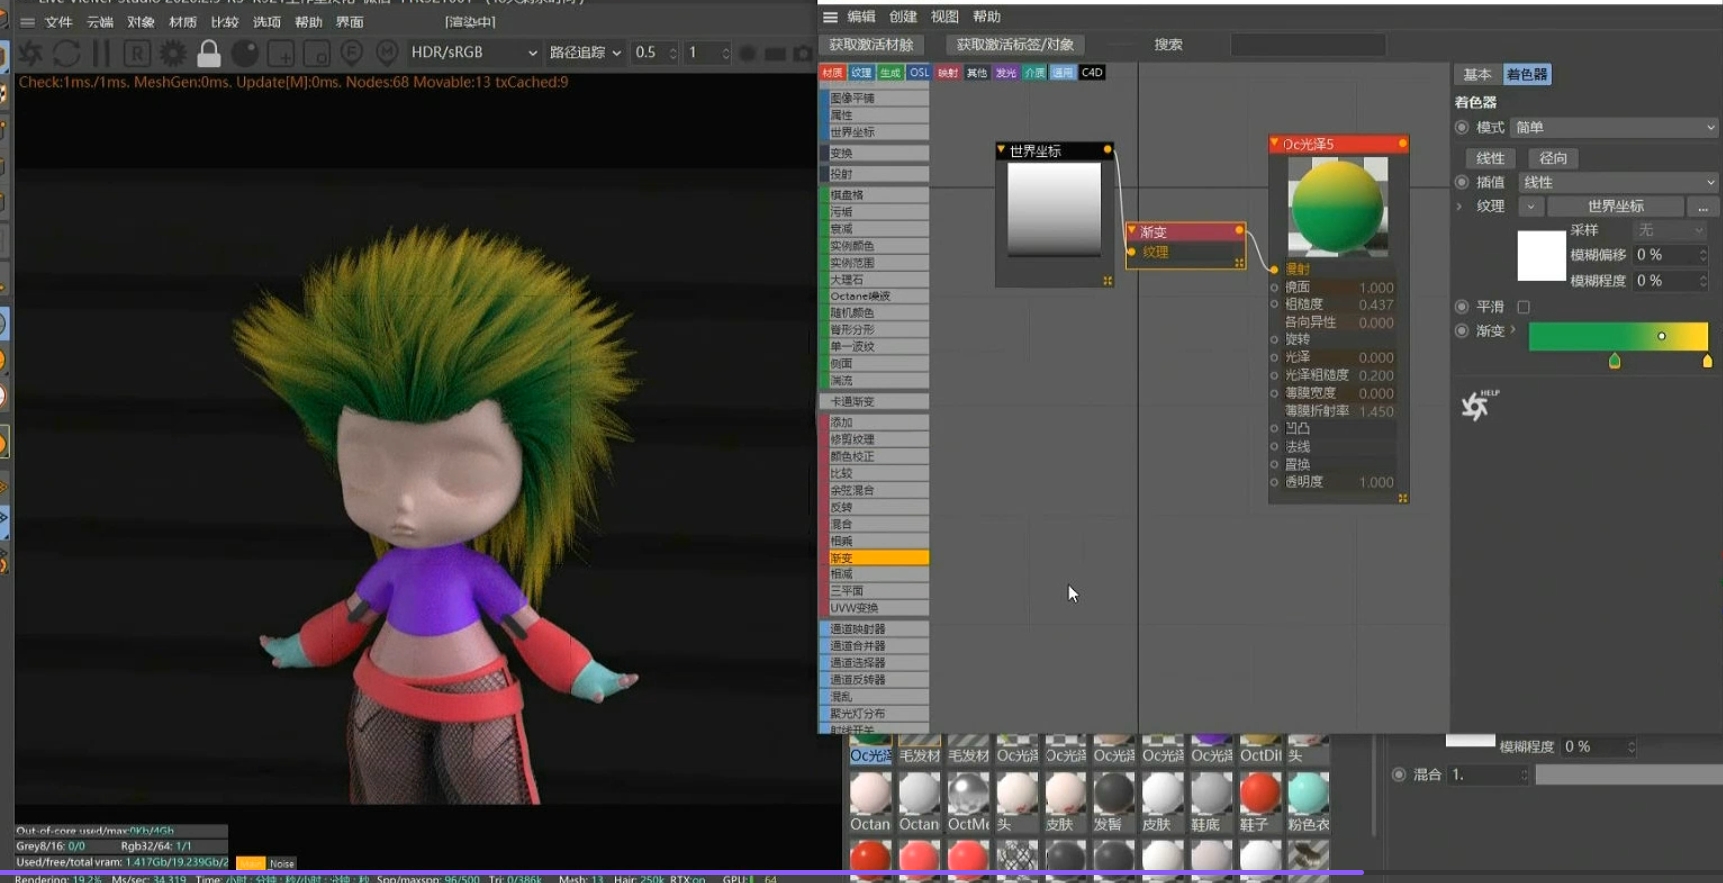 文件 云端 对象 材质 比较 选项 帮助 界面 [渲染中]
HDR/sRGB 路径追踪 0.5 1
Check:1ms./1ms. MeshGen:0ms. Update[M]:0ms. Nodes:68 Movable:13 txCached:9
Out-of-core used/max:0Kb/4Gb
Grey8/16: 0/0 Rgb32/64: 1/1
Used/free/total vram: 1.417Gb/19.239Gb/2
Noise
Rendering: 19.2% Ms/sec: 34.319 Time: 小时 : 分钟 : 秒/小时 : 分钟 : 秒 Spp/maxspp: 96/500 Tri: 0/386k Mesh: 13 Hair: 250k RTX:on GPU: 64
编辑 创建 视图 帮助
获取激活材除 获取激活标签/对象 搜索
材质 纹理 生成 OSL 映射 其他 发光 介质 通用 C4D
图像平铺
属性
世界坐标
变换
投射
棋盘格
污垢
衰减
实例颜色
实例范围
大理石
Octane噪波
随机颜色
脊形分形
单一波纹
侧面
湍流
卡通渐变
添加
修剪纹理
颜色校正
比较
余弦混合
反转
混合
相乘
渐变
相减
三平面
UVW变换
通道映射器
通道合并器
通道选择器
通道反转器
混乱
聚光灯分布
射线开关
世界坐标
渐变
纹理
Oc光泽5
漫射
镜面 1.000
粗糙度 0.437
各向异性 0.000
旋转
光泽 0.000
光泽粗糙度 0.200
薄膜宽度 0.000
薄膜折射率 1.450
凹凸
法线
置换
透明度 1.000
基本 着色器
着色器
模式 简单
线性 径向
插值 线性
纹理 世界坐标 ...
采样 无
模糊偏移 0 %
模糊程度 0 %
平滑
渐变
HELP
Oc光泽 毛发材 毛发材 Oc光泽 Oc光泽 Oc光泽 Oc光泽 Oc光泽 OctDif 头
Octan Octan OctMe 头 皮肤 发髻 皮肤 鞋底 鞋子 粉色衣
模糊程度 0 %
混合 1.